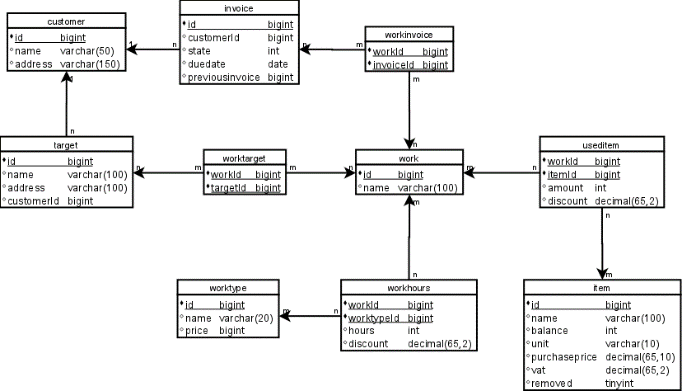 customer
id bigint
name varchar(50)
address varchar(150)
invoice
id bigint
customerId bigint
state int
duedate date
previousinvoice bigint
workinvoice
workId bigint
invoiceId bigint
1 n
n m
1
n
m
n
target
id bigint
name varchar(100)
address varchar(100)
customerId bigint
worktarget
workId bigint
targetId bigint
work
id bigint
name varchar(100)
useditem
workId bigint
itemId bigint
amount int
discount decimal(65,2)
n m
m n
m n
m
n
n
m
worktype
id bigint
name varchar(20)
price bigint
workhours
workId bigint
worktypeId bigint
hours int
discount decimal(65,2)
m n
item
id bigint
name varchar(100)
balance int
unit varchar(10)
purchaseprice decimal(65,10)
vat decimal(65,2)
removed tinyint